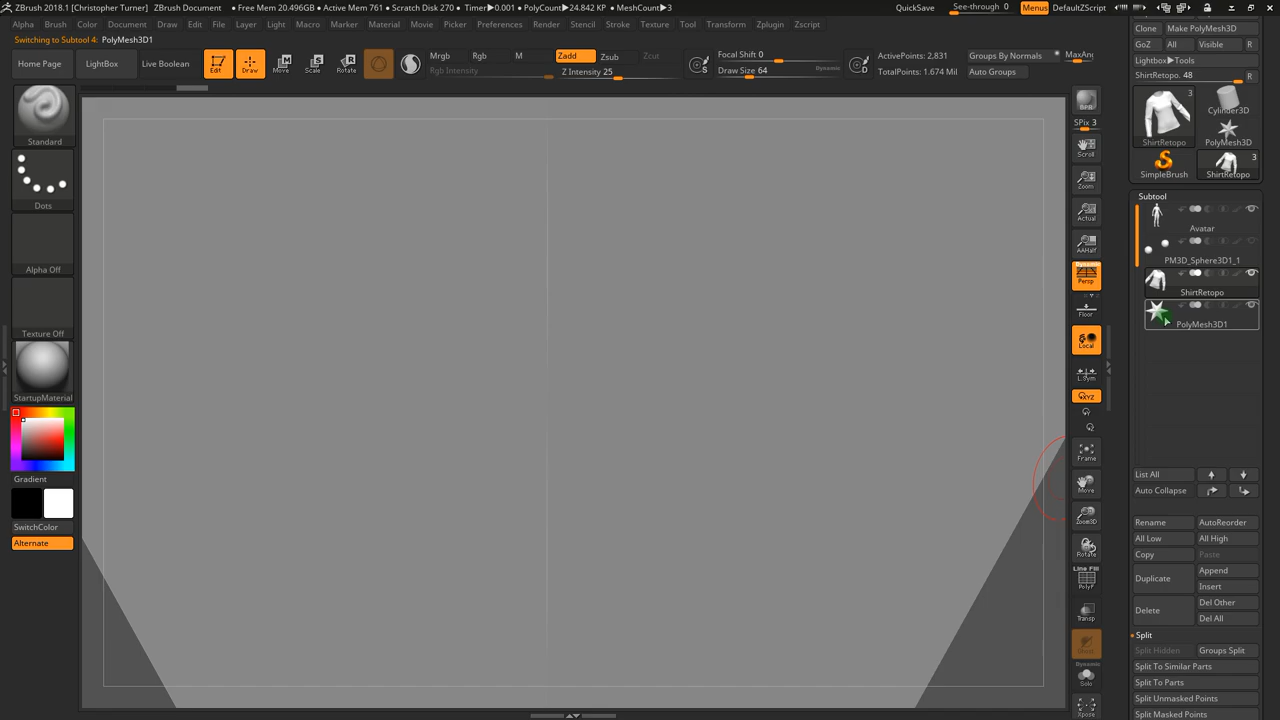 ZBrush 2018.1 [Christopher Turner] ZBrush Document • Free Mem 20.496GB • Active Mem 761 • Scratch Disk 270 • Timer▶0.001 • PolyCount▶24.842 KP • MeshCount▶3
QuickSave See-through 0 Menus DefaultZScript
Alpha Brush Color Document Draw Edit File Layer Light Macro Marker Material Movie Picker Preferences Render Stencil Stroke Texture Tool Transform Zplugin Zscript
Switching to Subtool 4: PolyMesh3D1
Home Page
LightBox
Live Boolean
Edit
Draw
Move
Scale
Rotate
Mrgb
Rgb
M
Rgb Intensity
Zadd
Zsub
Zcut
Z Intensity 25
Focal Shift 0
Draw Size 64
Dynamic
S
D
ActivePoints: 2,831
TotalPoints: 1.674 Mil
Groups By Normals
MaxAng
Auto Groups
Standard
Dots
Alpha Off
Texture Off
StartupMaterial
Gradient
SwitchColor
Alternate
BPR
SPix 3
Scroll
Zoom
Actual
AAHalf
Dynamic
Persp
Floor
Local
L.Sym
XYZ
Frame
Move
Zoom3D
Rotate
Line Fill
PolyF
Transp
Dynamic
Solo
Xpose
Clone
Make PolyMesh3D
GoZ
All
Visible
R
Lightbox▶Tools
ShirtRetopo. 48
R
3
ShirtRetopo
Cylinder3D
PolyMesh3D
SimpleBrush
3
ShirtRetopo
Subtool
Avatar
PM3D_Sphere3D1_1
ShirtRetopo
PolyMesh3D1
List All
Auto Collapse
Rename
AutoReorder
All Low
All High
Copy
Paste
Duplicate
Append
Insert
Delete
Del Other
Del All
Split
Split Hidden
Groups Split
Split To Similar Parts
Split To Parts
Split Unmasked Points
Split Masked Points